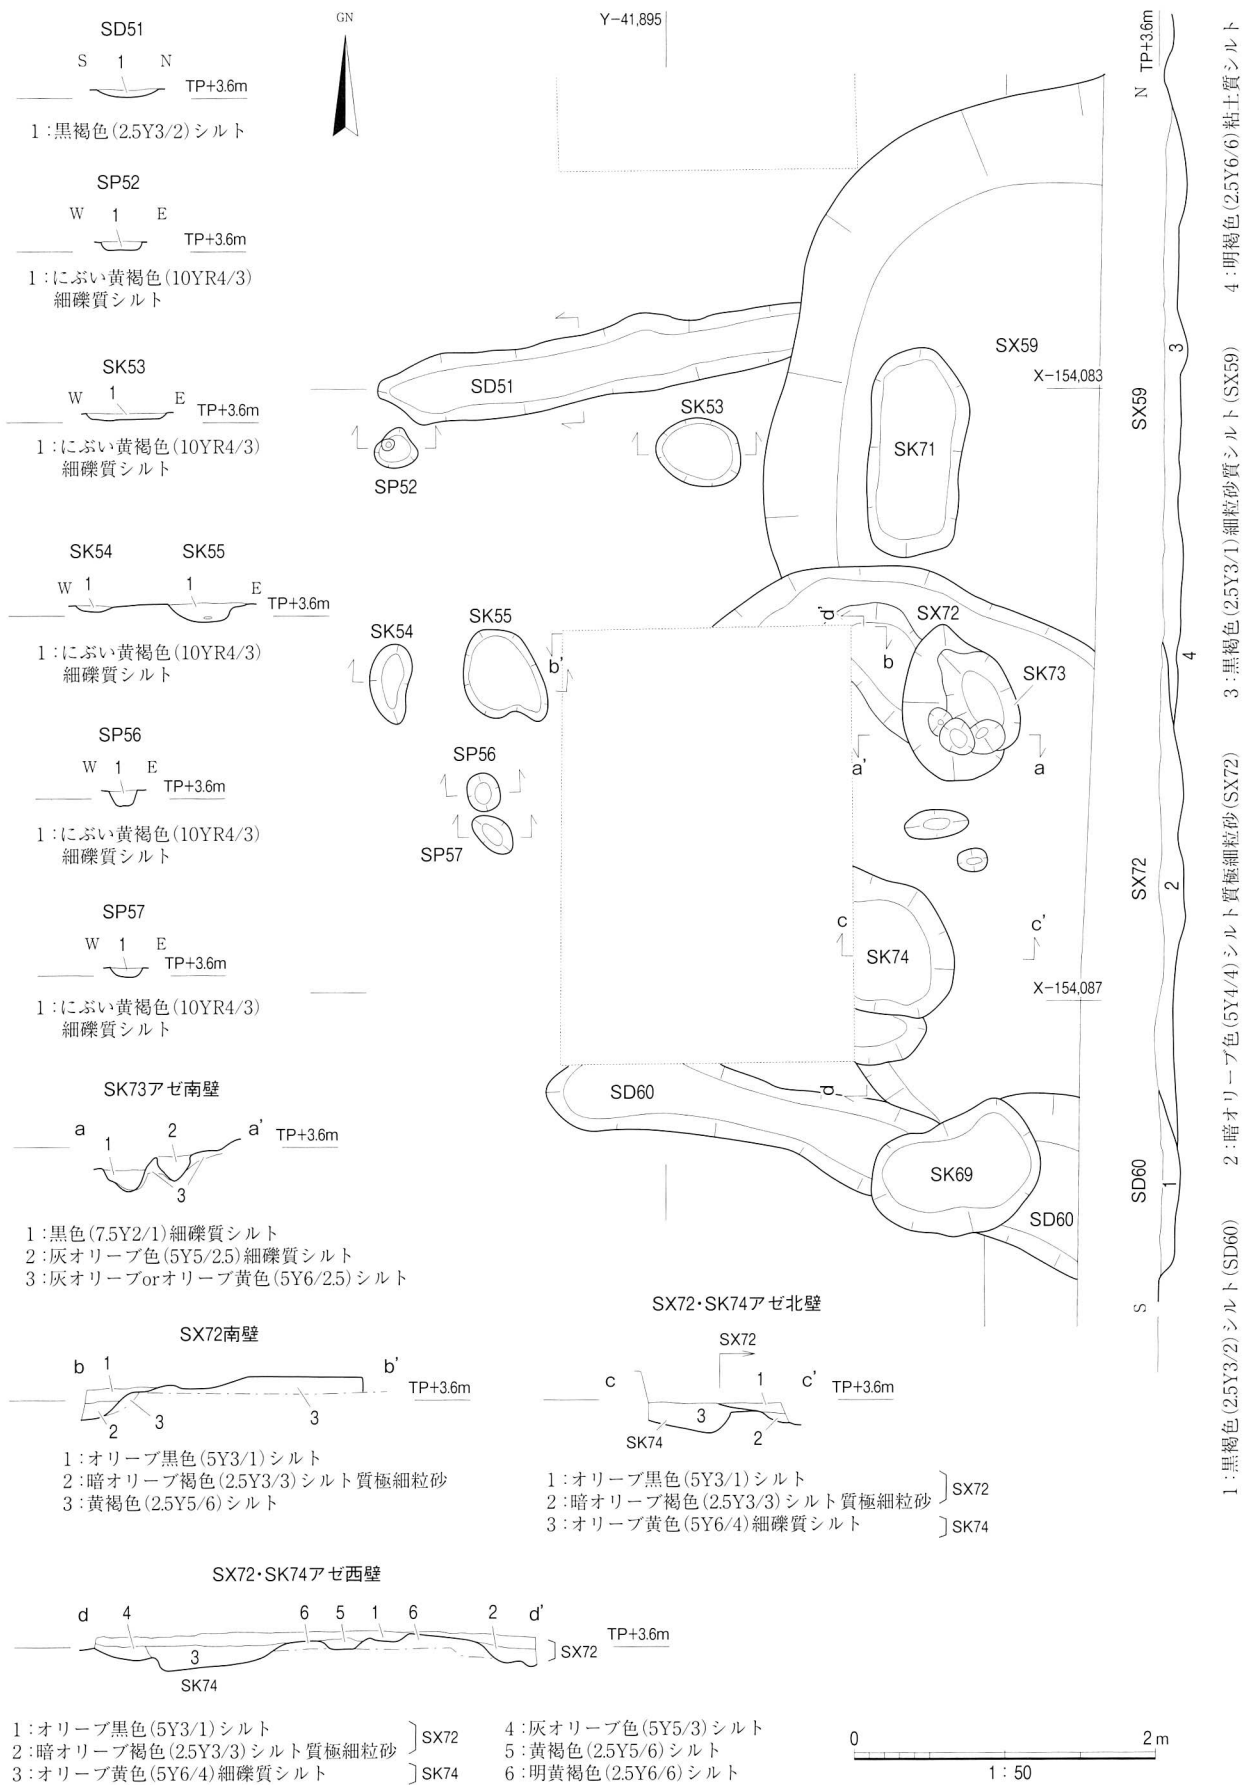 SD51
S 1 N
TP+3.6m
1：黒褐色(2.5Y3/2)シルト
SP52
W 1 E
TP+3.6m
1：にぶい黄褐色(10YR4/3)
細礫質シルト
SK53
W 1 E
TP+3.6m
1：にぶい黄褐色(10YR4/3)
細礫質シルト
SK54 SK55
W 1 1 E
TP+3.6m
1：にぶい黄褐色(10YR4/3)
細礫質シルト
SP56
W 1 E
TP+3.6m
1：にぶい黄褐色(10YR4/3)
細礫質シルト
SP57
W 1 E
TP+3.6m
1：にぶい黄褐色(10YR4/3)
細礫質シルト
SK73アゼ南壁
a 1 2 a' TP+3.6m
3
1：黒色(7.5Y2/1)細礫質シルト
2：灰オリーブ色(5Y5/2.5)細礫質シルト
3：灰オリーブorオリーブ黄色(5Y6/2.5)シルト
SX72南壁
b 1 b' TP+3.6m
2 3 3
1：オリーブ黒色(5Y3/1)シルト
2：暗オリーブ褐色(2.5Y3/3)シルト質極細粒砂
3：黄褐色(2.5Y5/6)シルト
GN
Y-41,895
SX59
X-154,083
SD51
SK53
SK71
SP52
SK54
SK55
SX72
SK73
d'
b'
b
SP56
a'
a
SP57
c
c'
SK74
X-154,087
d
SD60
SK69
SD60
SX72・SK74アゼ北壁
SX72
c 1 c' TP+3.6m
3
SK74 2
1：オリーブ黒色(5Y3/1)シルト
2：暗オリーブ褐色(2.5Y3/3)シルト質極細粒砂
SX72
3：オリーブ黄色(5Y6/4)細礫質シルト
SK74
SX72・SK74アゼ西壁
d 4 6 5 1 6 2 d' TP+3.6m
3
SK74
SX72
1：オリーブ黒色(5Y3/1)シルト
2：暗オリーブ褐色(2.5Y3/3)シルト質極細粒砂
SX72
3：オリーブ黄色(5Y6/4)細礫質シルト
SK74
4：灰オリーブ色(5Y5/3)シルト
5：黄褐色(2.5Y5/6)シルト
6：明黄褐色(2.5Y6/6)シルト
0 2m
1：50
TP+3.6m
N
SX59
3
4
SX72
2
SD60
1
S
1：黒褐色(2.5Y3/2)シルト(SD60)
2：暗オリーブ色(5Y4/4)シルト質極細粒砂(SX72)
3：黒褐色(2.5Y3/1)細粒砂質シルト(SX59)
4：明褐色(2.5Y6/6)粘土質シルト